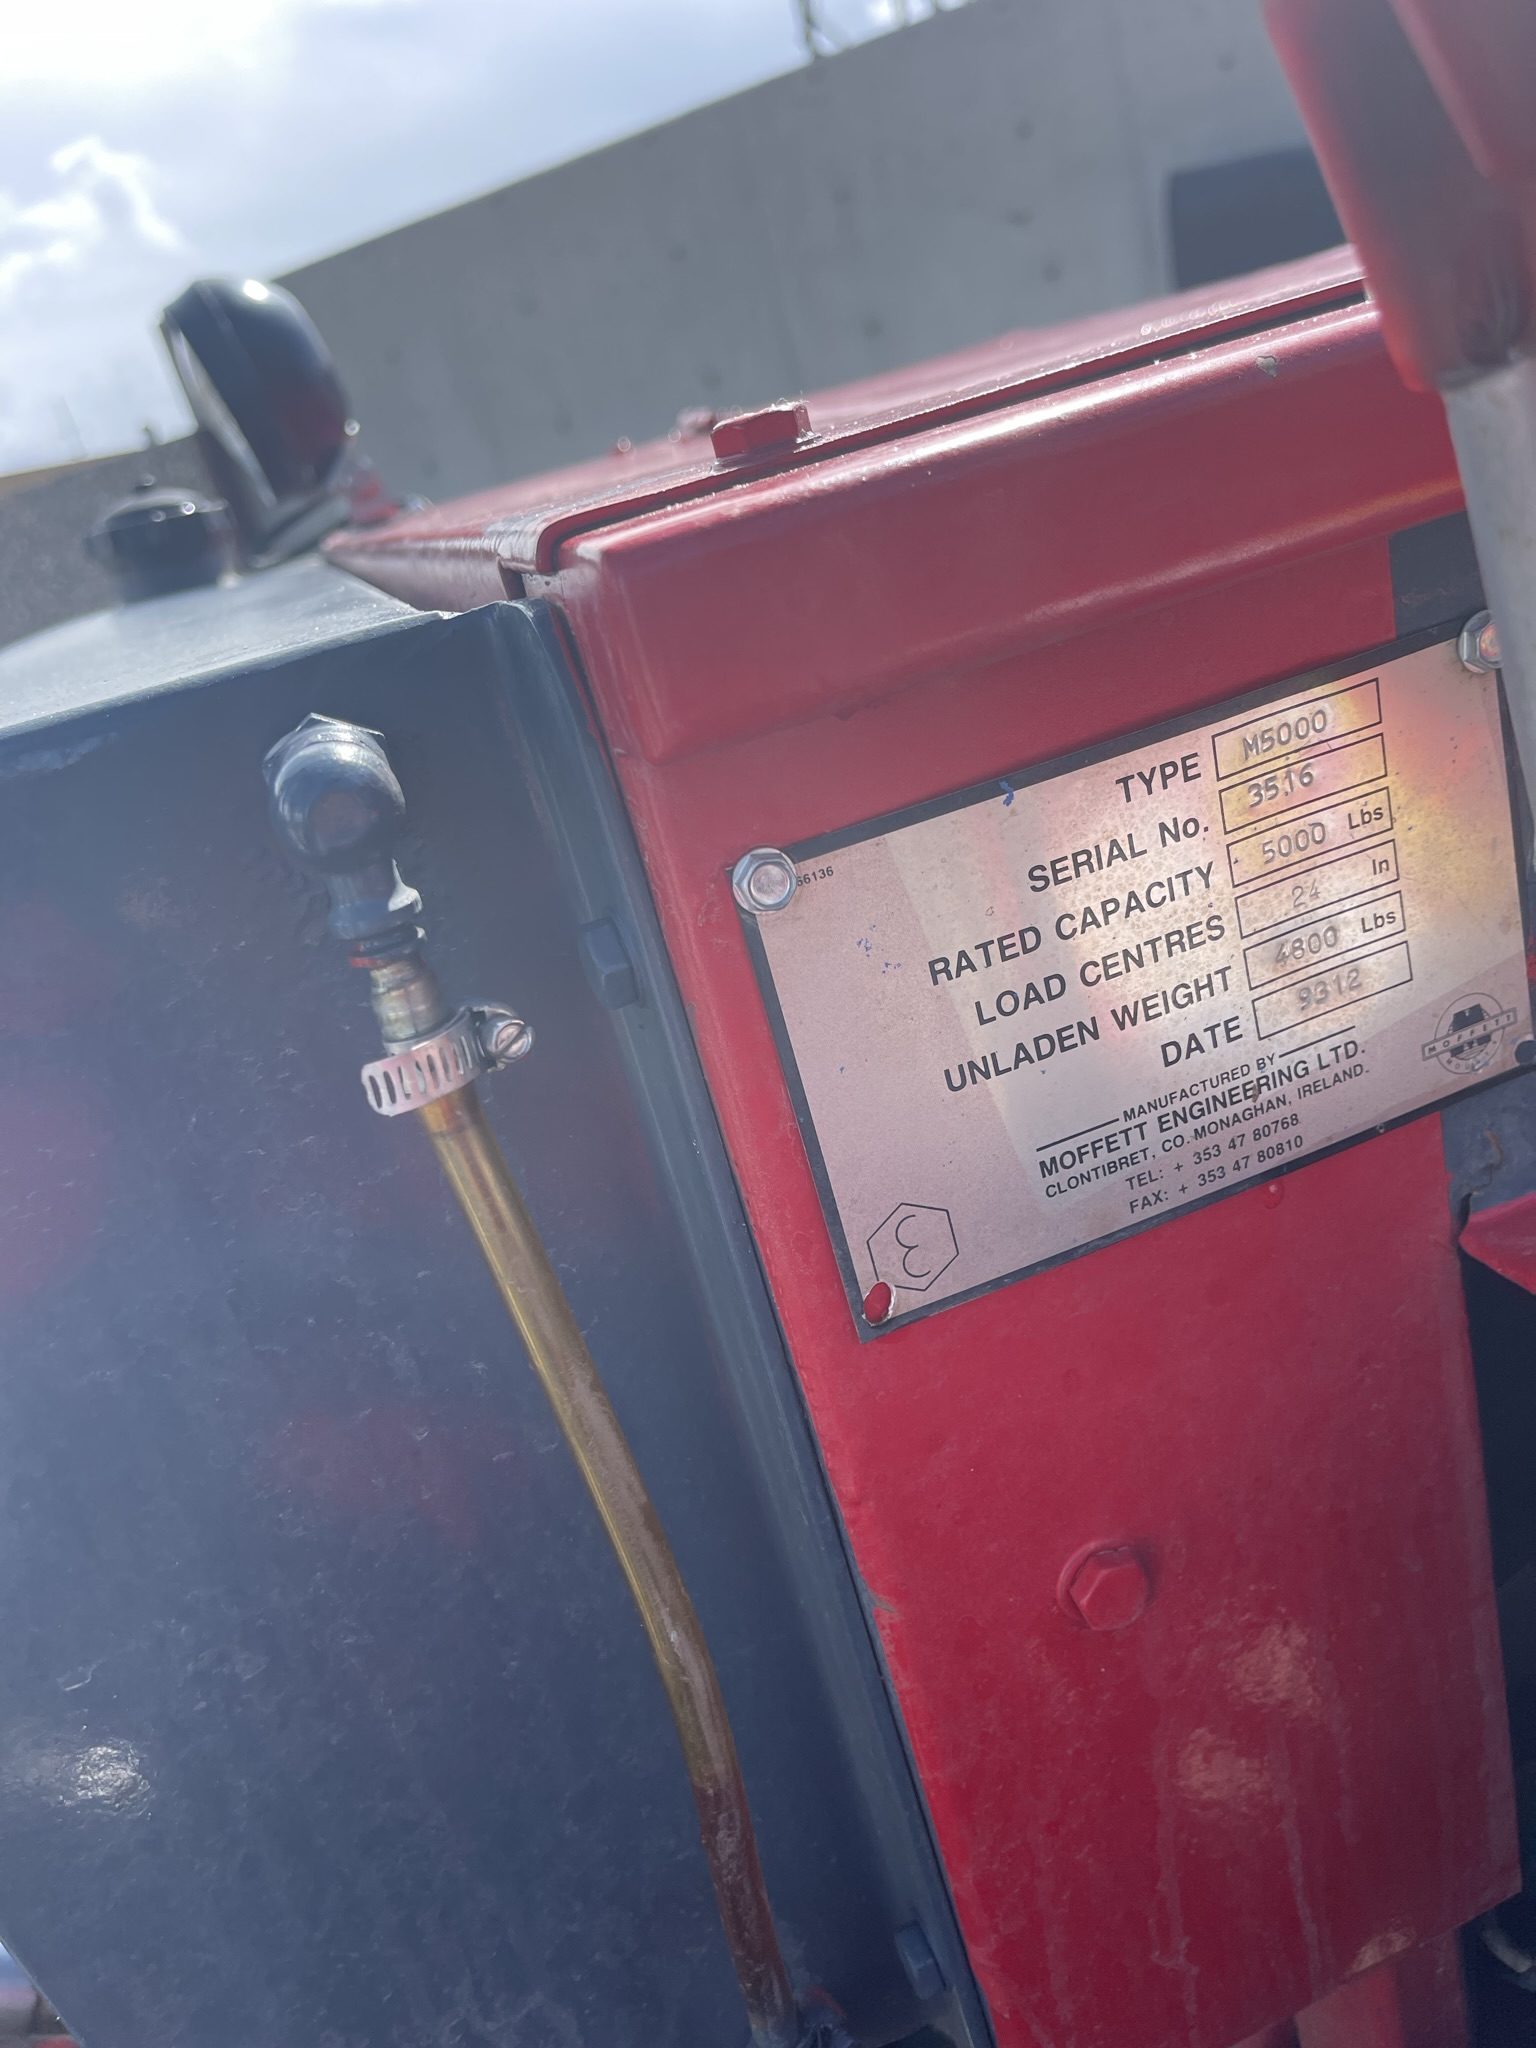 TYPE M5000
SERIAL No. 3516
RATED CAPACITY 5000 Lbs
LOAD CENTRES 24 In
UNLADEN WEIGHT 4800 Lbs
DATE 9312
66136
MANUFACTURED BY
MOFFETT ENGINEERING LTD.
CLONTIBRET, CO. MONAGHAN, IRELAND.
TEL: + 353 47 80768
FAX: + 353 47 80810
MOFFETT